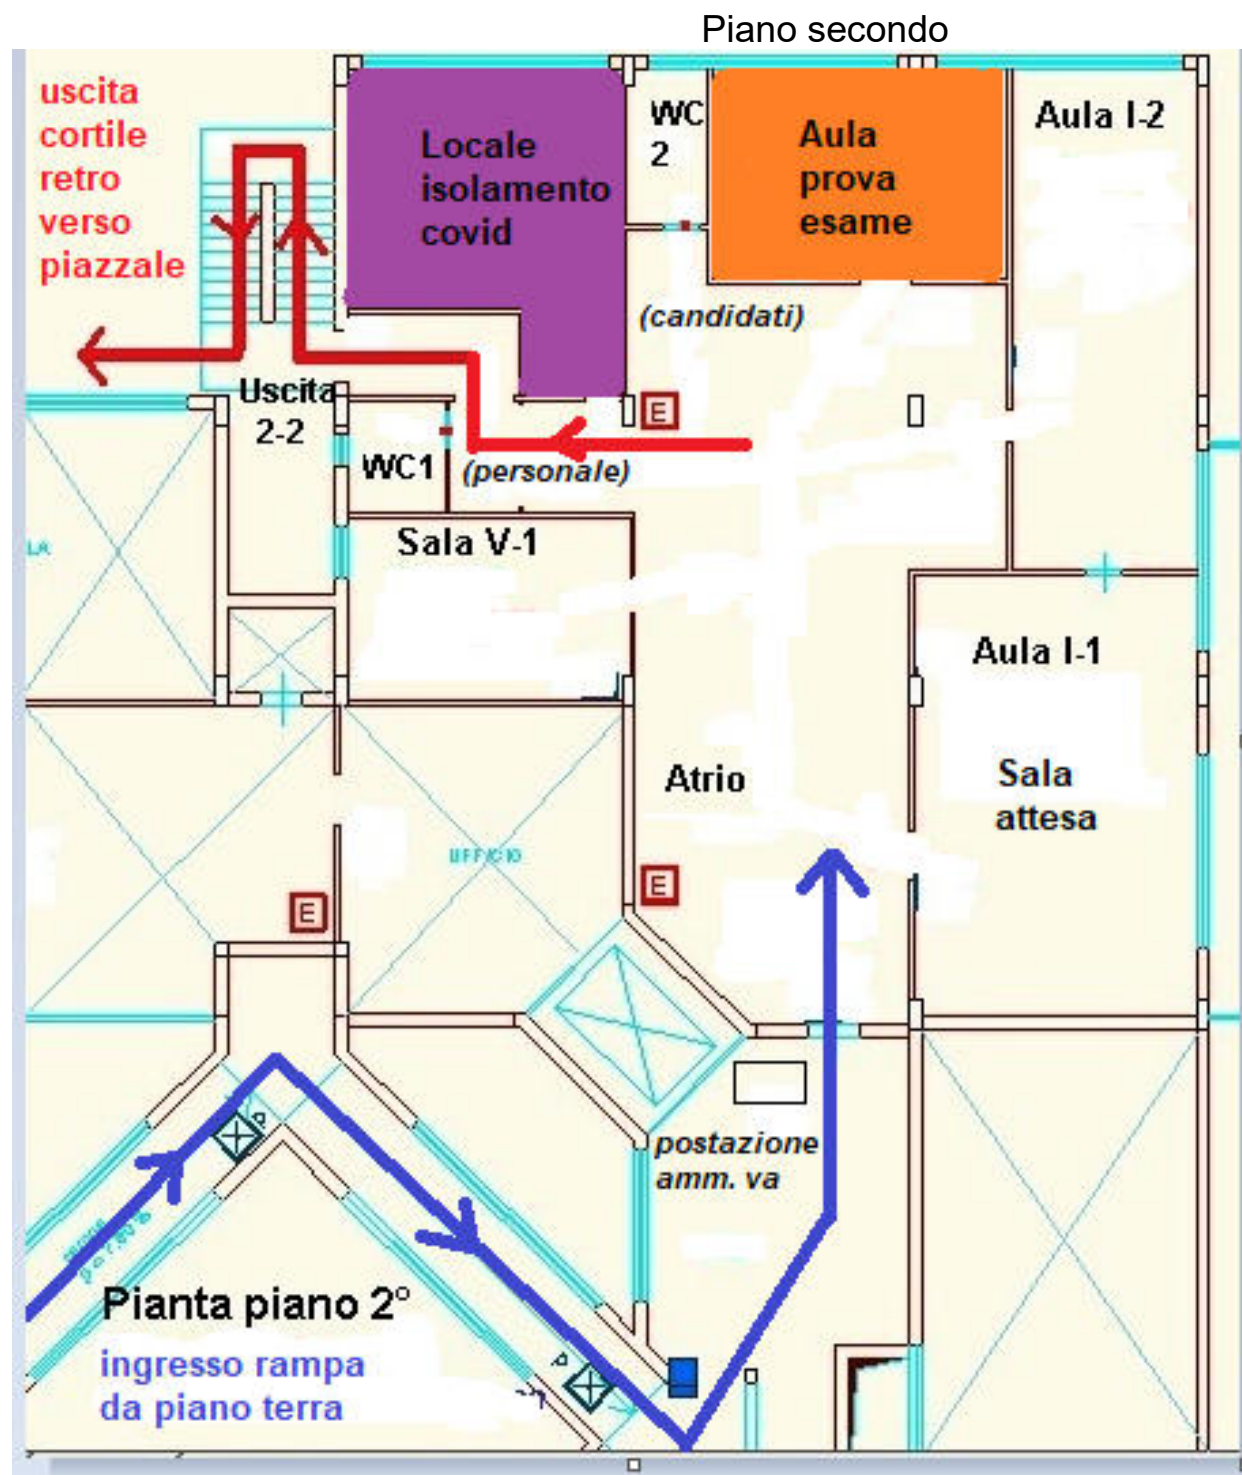 Piano secondo
uscita
cortile
retro
verso
piazzale
Locale
isolamento
covid
WC
2
Aula
prova
esame
Aula I-2
(candidati)
Uscita
2-2
E
WC1
(personale)
Sala V-1
Aula I-1
Sala
attesa
Atrio
UFFICIO
E
E
postazione
amm. va
Pianta piano 2°
ingresso rampa
da piano terra